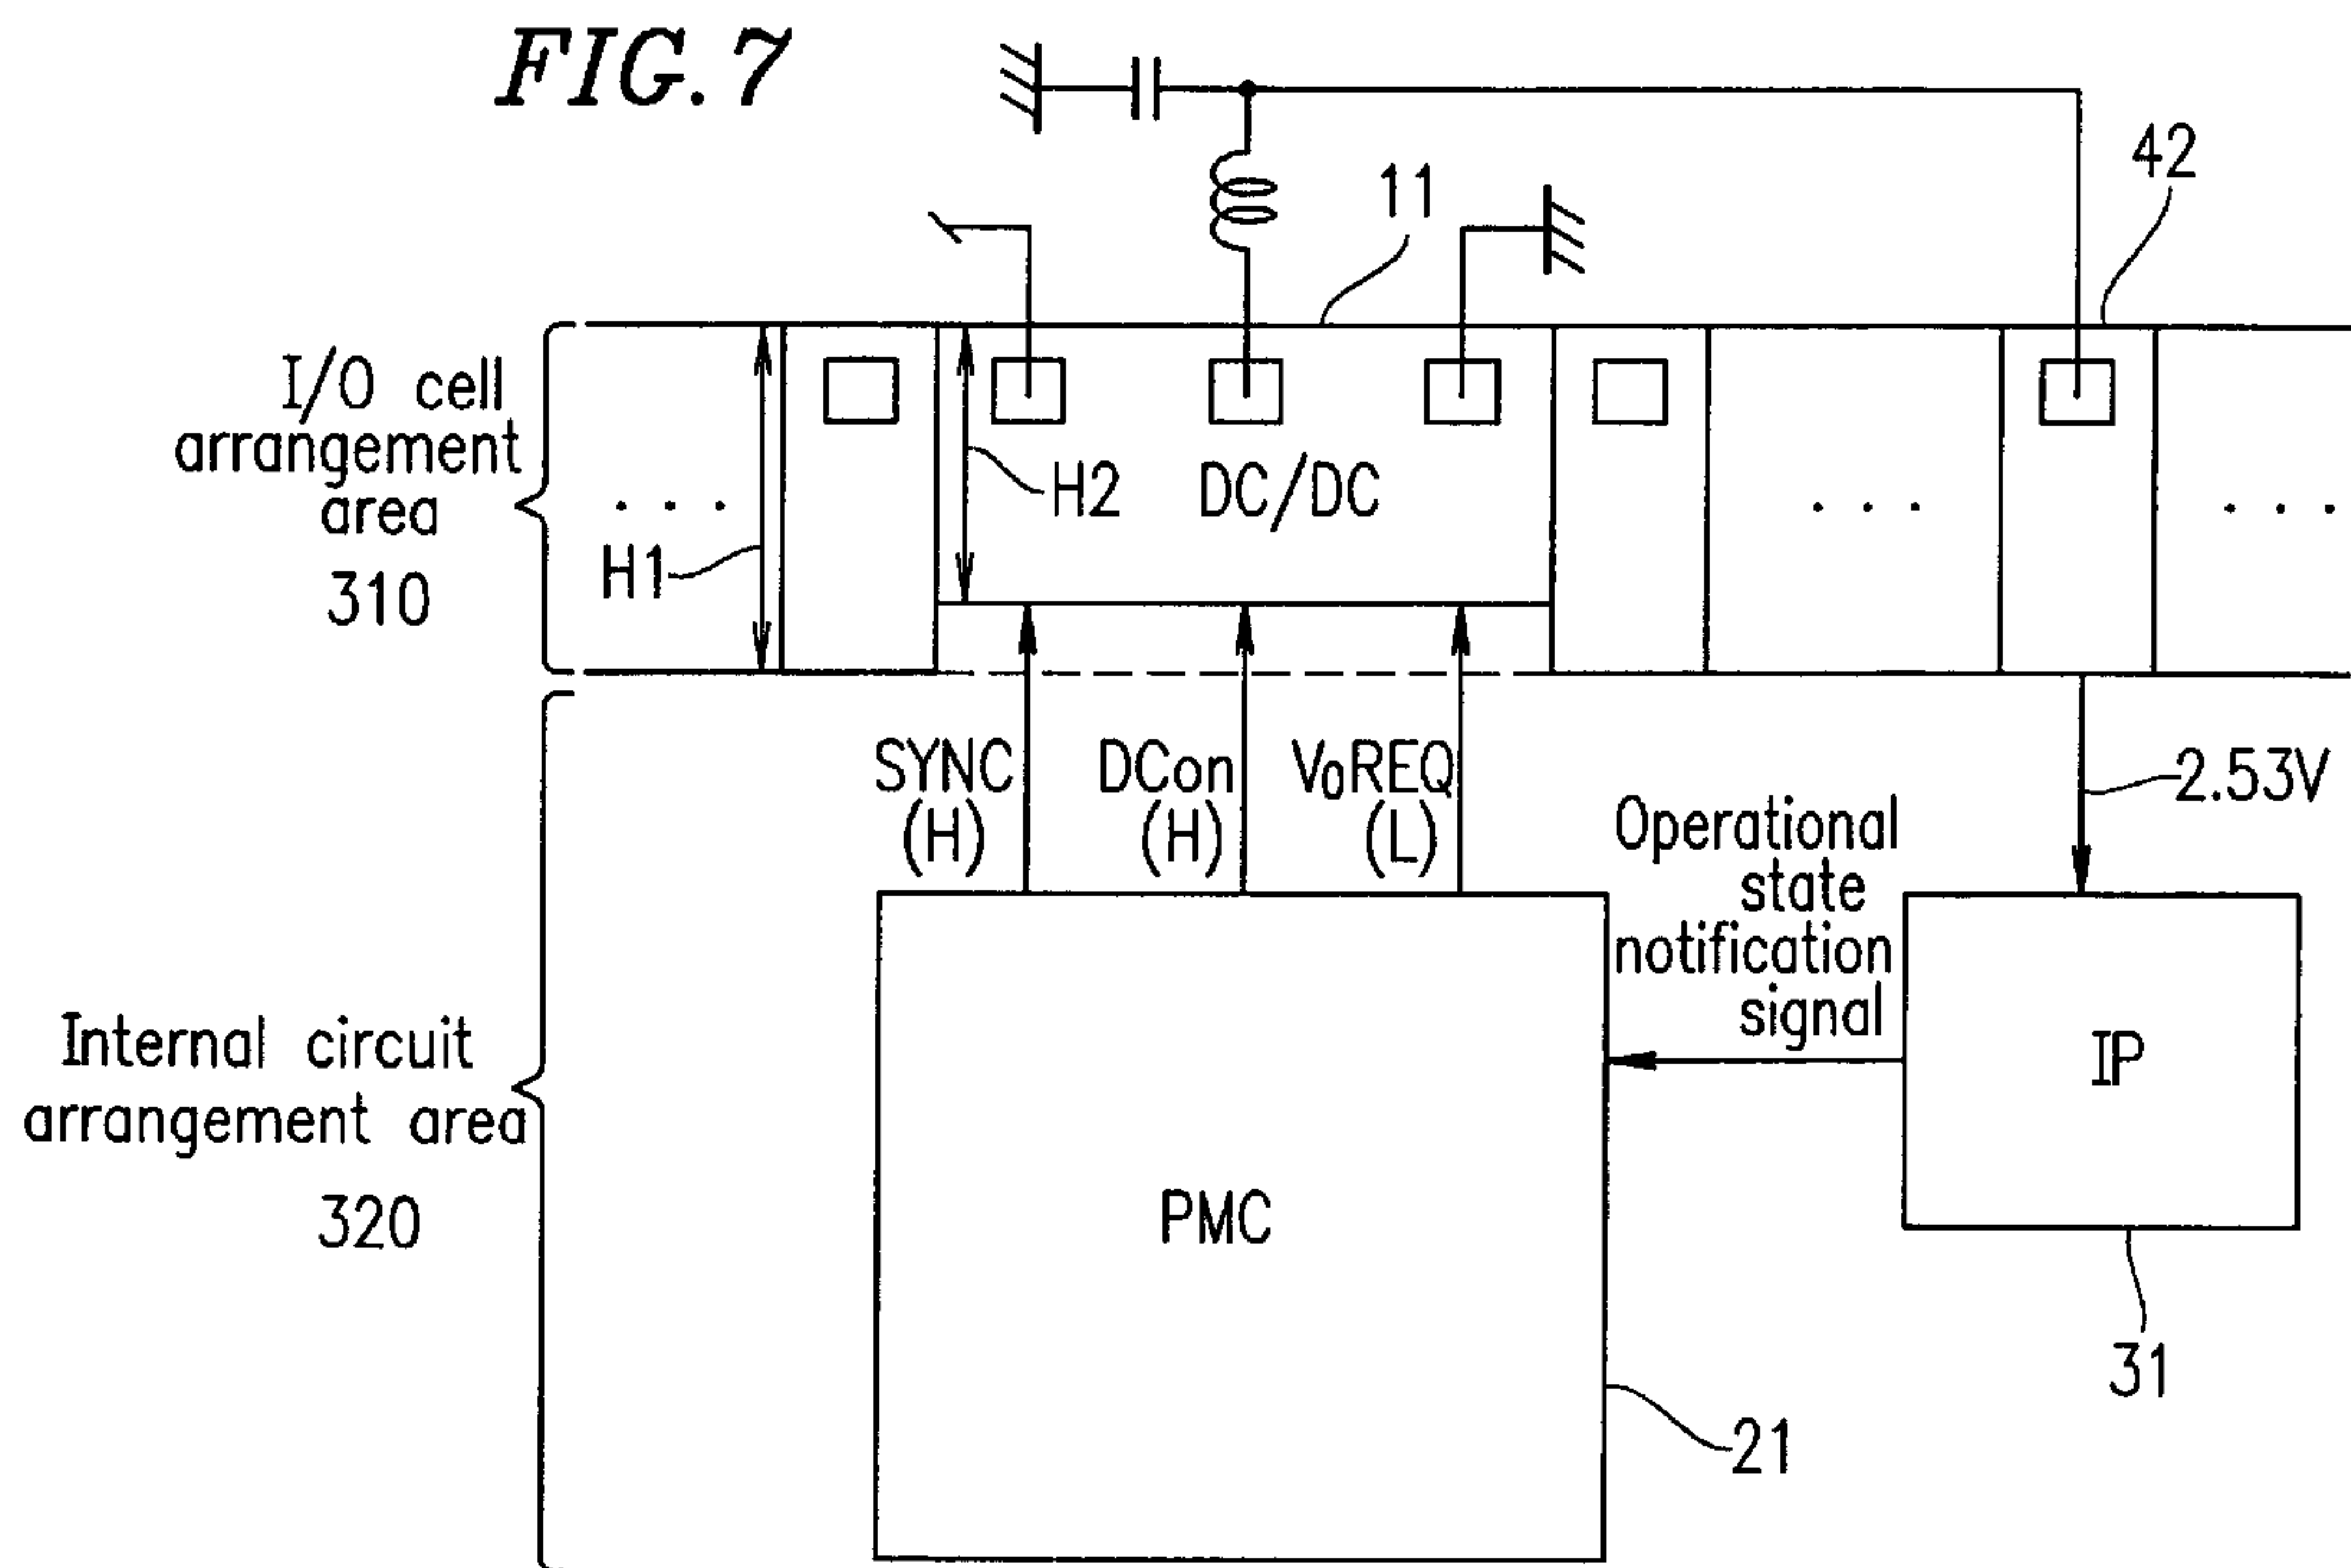 FIG. 7
42
11
I/O cell
arrangement
area
310
H1
H2
DC/DC
. . .
. . .
. . .
SYNC
(H)
DCon
(H)
V0REQ
(L)
2.53V
Operational
state
notification
signal
Internal circuit
arrangement area
320
PMC
IP
31
21